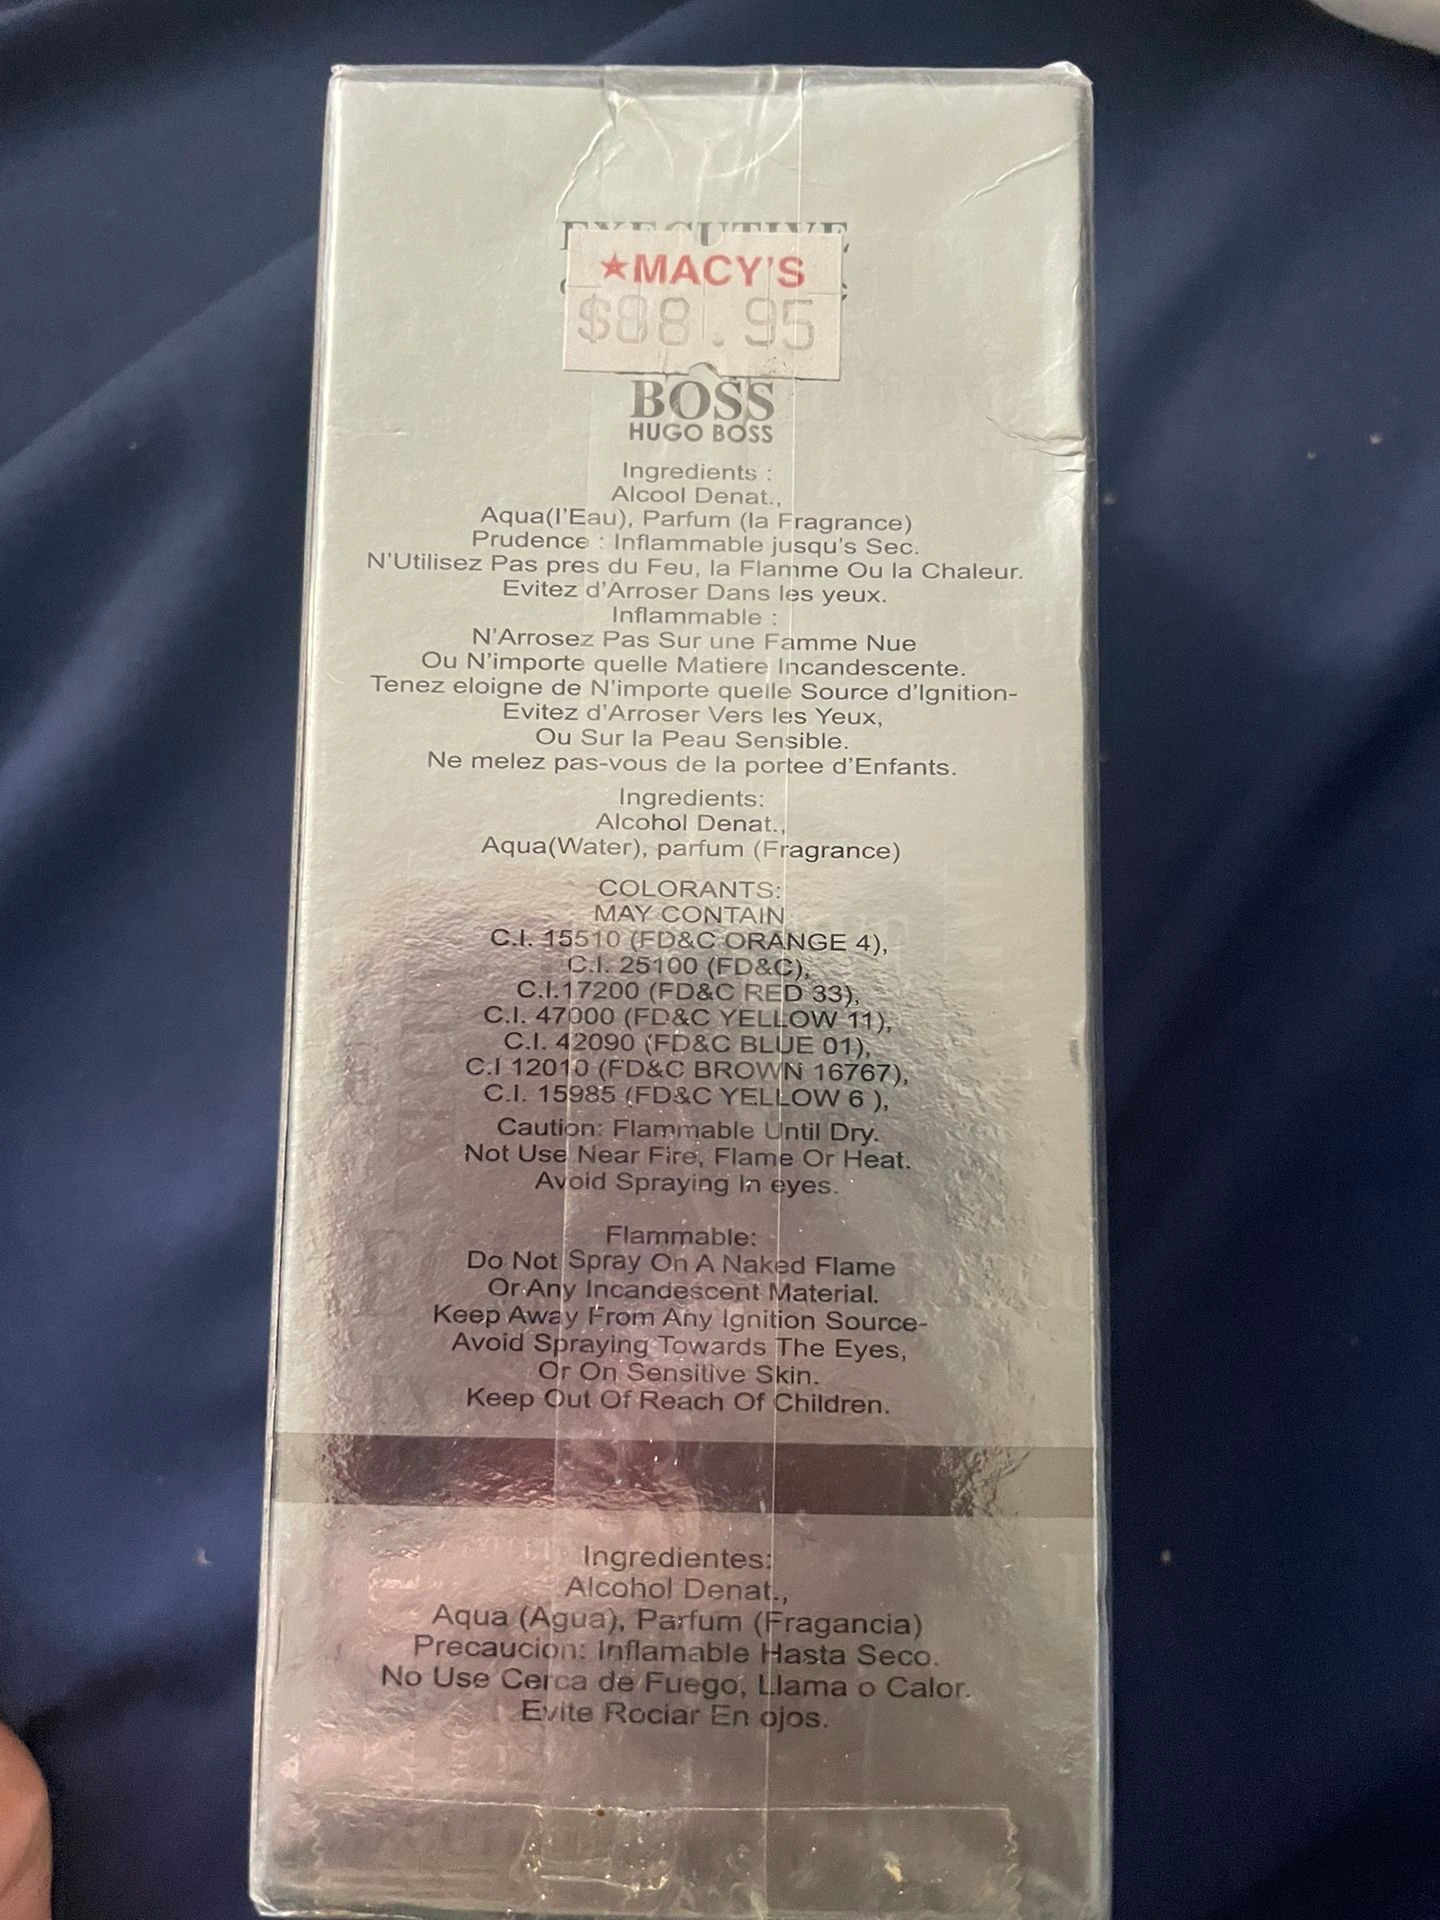 EXECUTIVE
★MACY'S
$88.95
BOSS
HUGO BOSS
Ingredients :
Alcool Denat.,
Aqua(l'Eau), Parfum (la Fragrance)
Prudence : Inflammable jusqu's Sec.
N'Utilisez Pas pres du Feu, la Flamme Ou la Chaleur.
Evitez d'Arroser Dans les yeux.
Inflammable :
N'Arrosez Pas Sur une Famme Nue
Ou N'importe quelle Matiere Incandescente.
Tenez eloigne de N'importe quelle Source d'Ignition-
Evitez d'Arroser Vers les Yeux,
Ou Sur la Peau Sensible.
Ne melez pas-vous de la portee d'Enfants.
Ingredients:
Alcohol Denat.,
Aqua(Water), parfum (Fragrance)
COLORANTS:
MAY CONTAIN
C.I. 15510 (FD&C ORANGE 4),
C.I. 25100 (FD&C),
C.I.17200 (FD&C RED 33),
C.I. 47000 (FD&C YELLOW 11),
C.I. 42090 (FD&C BLUE 01),
C.I 12010 (FD&C BROWN 16767),
C.I. 15985 (FD&C YELLOW 6 ),
Caution: Flammable Until Dry.
Not Use Near Fire, Flame Or Heat.
Avoid Spraying In eyes.
Flammable:
Do Not Spray On A Naked Flame
Or Any Incandescent Material.
Keep Away From Any Ignition Source-
Avoid Spraying Towards The Eyes,
Or On Sensitive Skin.
Keep Out Of Reach Of Children.
Ingredientes:
Alcohol Denat.,
Aqua (Agua), Parfum (Fragancia)
Precaucion: Inflamable Hasta Seco.
No Use Cerca de Fuego, Llama o Calor.
Evite Rociar En ojos.